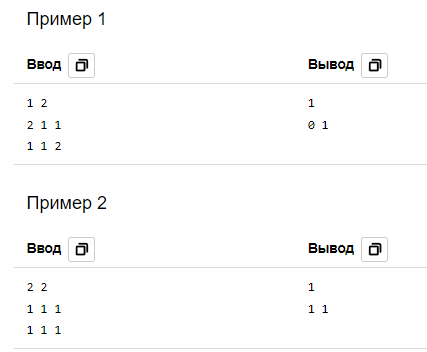 Пример 1
Ввод Вывод
1 2 1
2 1 1 0 1
1 1 2
Пример 2
Ввод Вывод
2 2 1
1 1 1 1 1
1 1 1